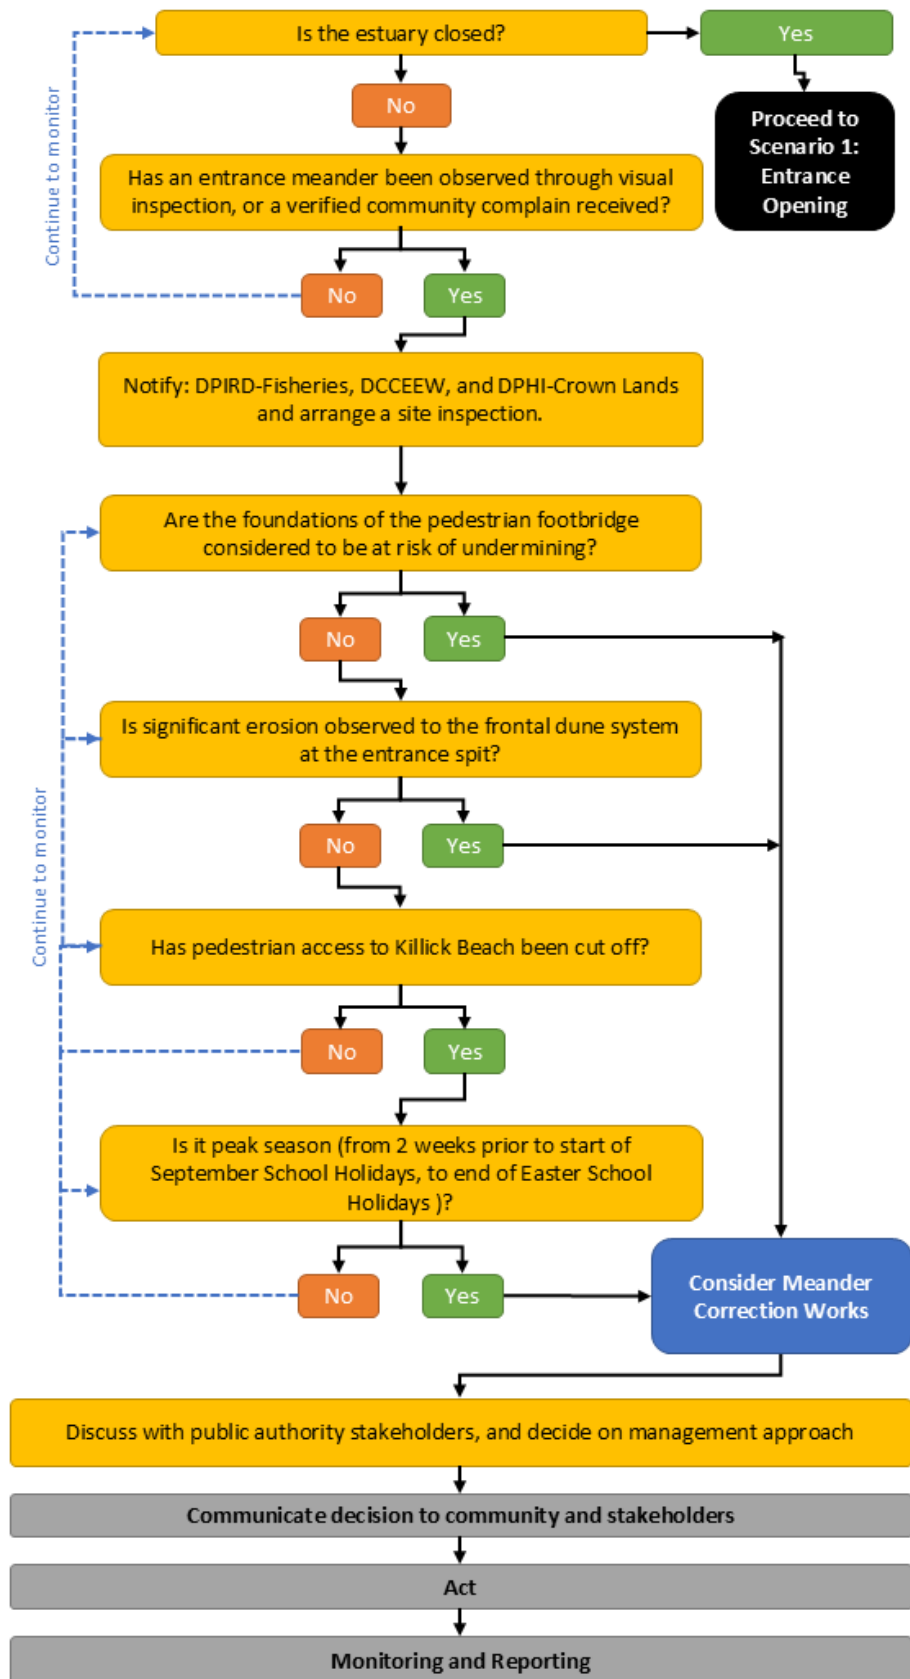 Is the estuary closed?
Yes
No
Proceed to
Scenario 1:
Entrance
Opening
Continue to monitor
Has an entrance meander been observed through visual
inspection, or a verified community complain received?
No
Yes
Notify: DPIRD-Fisheries, DCCEEW, and DPHI-Crown Lands
and arrange a site inspection.
Are the foundations of the pedestrian footbridge
considered to be at risk of undermining?
No
Yes
Is significant erosion observed to the frontal dune system
at the entrance spit?
No
Yes
Continue to monitor
Has pedestrian access to Killick Beach been cut off?
No
Yes
Is it peak season (from 2 weeks prior to start of
September School Holidays, to end of Easter School
Holidays )?
No
Yes
Consider Meander
Correction Works
Discuss with public authority stakeholders, and decide on management approach
Communicate decision to community and stakeholders
Act
Monitoring and Reporting